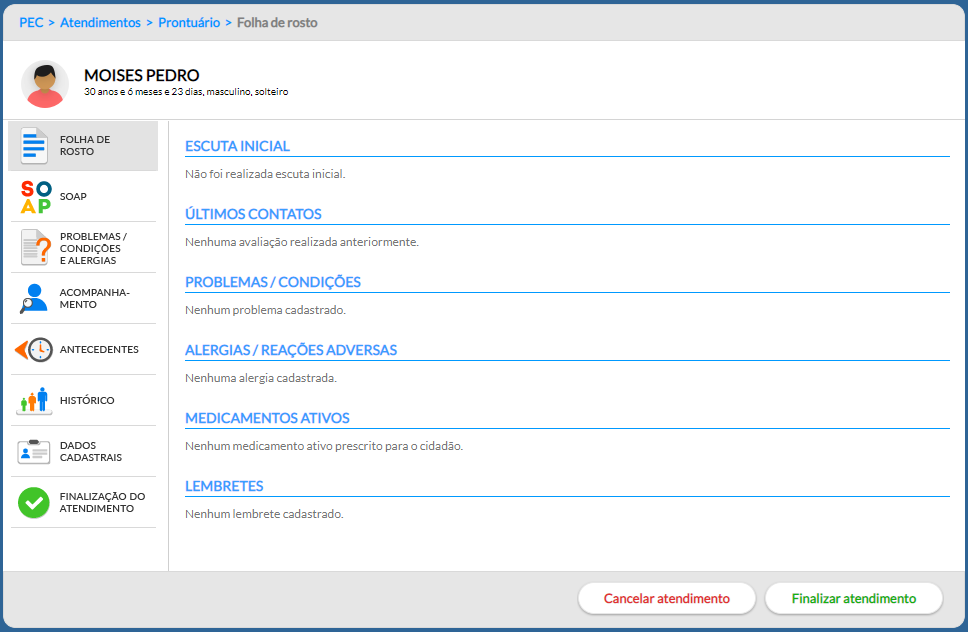 PEC > Atendimentos > Prontuário > Folha de rosto
MOISES PEDRO
30 anos e 6 meses e 23 dias, masculino, solteiro
FOLHA DE
ROSTO
SOAP
SOAP
PROBLEMAS /
CONDIÇÕES
E ALERGIAS
ACOMPANHA-
MENTO
ANTECEDENTES
HISTÓRICO
DADOS
CADASTRAIS
FINALIZAÇÃO DO
ATENDIMENTO
ESCUTA INICIAL
Não foi realizada escuta inicial.
ÚLTIMOS CONTATOS
Nenhuma avaliação realizada anteriormente.
PROBLEMAS / CONDIÇÕES
Nenhum problema cadastrado.
ALERGIAS / REAÇÕES ADVERSAS
Nenhuma alergia cadastrada.
MEDICAMENTOS ATIVOS
Nenhum medicamento ativo prescrito para o cidadão.
LEMBRETES
Nenhum lembrete cadastrado.
Cancelar atendimento
Finalizar atendimento